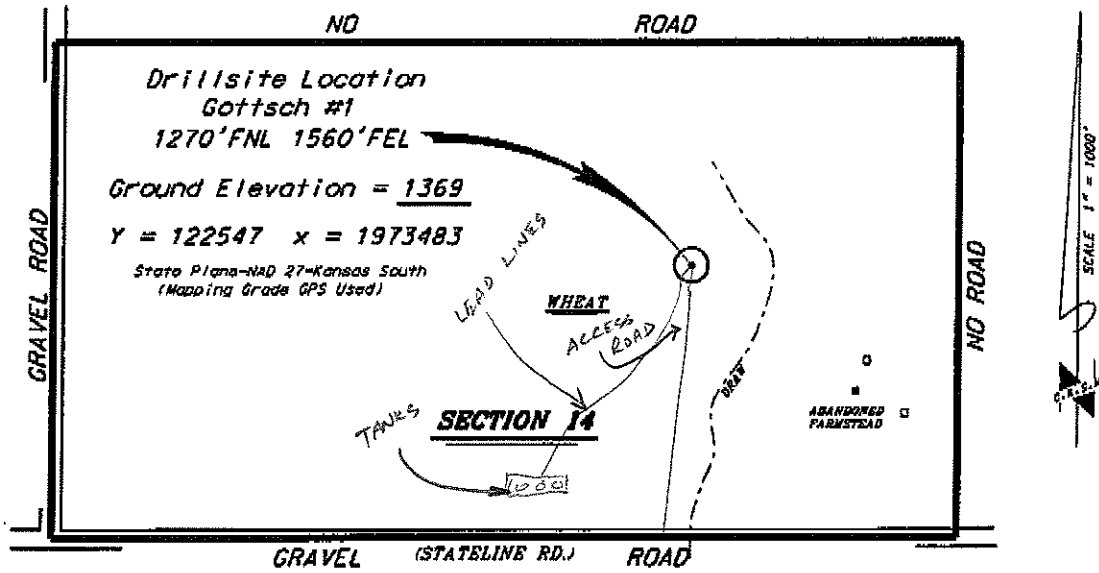 NO ROAD
Drillsite Location
Gottsch #1
1270'FNL 1560'FEL
Ground Elevation = 1369
Y = 122547 x = 1973483
State Plane-NAD 27-Kansas South
(Mapping Grade GPS Used)
GRAVEL ROAD
LEAD LINES
WHEAT
ACCESS
ROAD
DRAW
NO ROAD
SCALE 1" = 1000'
ABANDONED
FARMSTEAD
TANKS
SECTION 14
GRAVEL (STATELINE RD.) ROAD